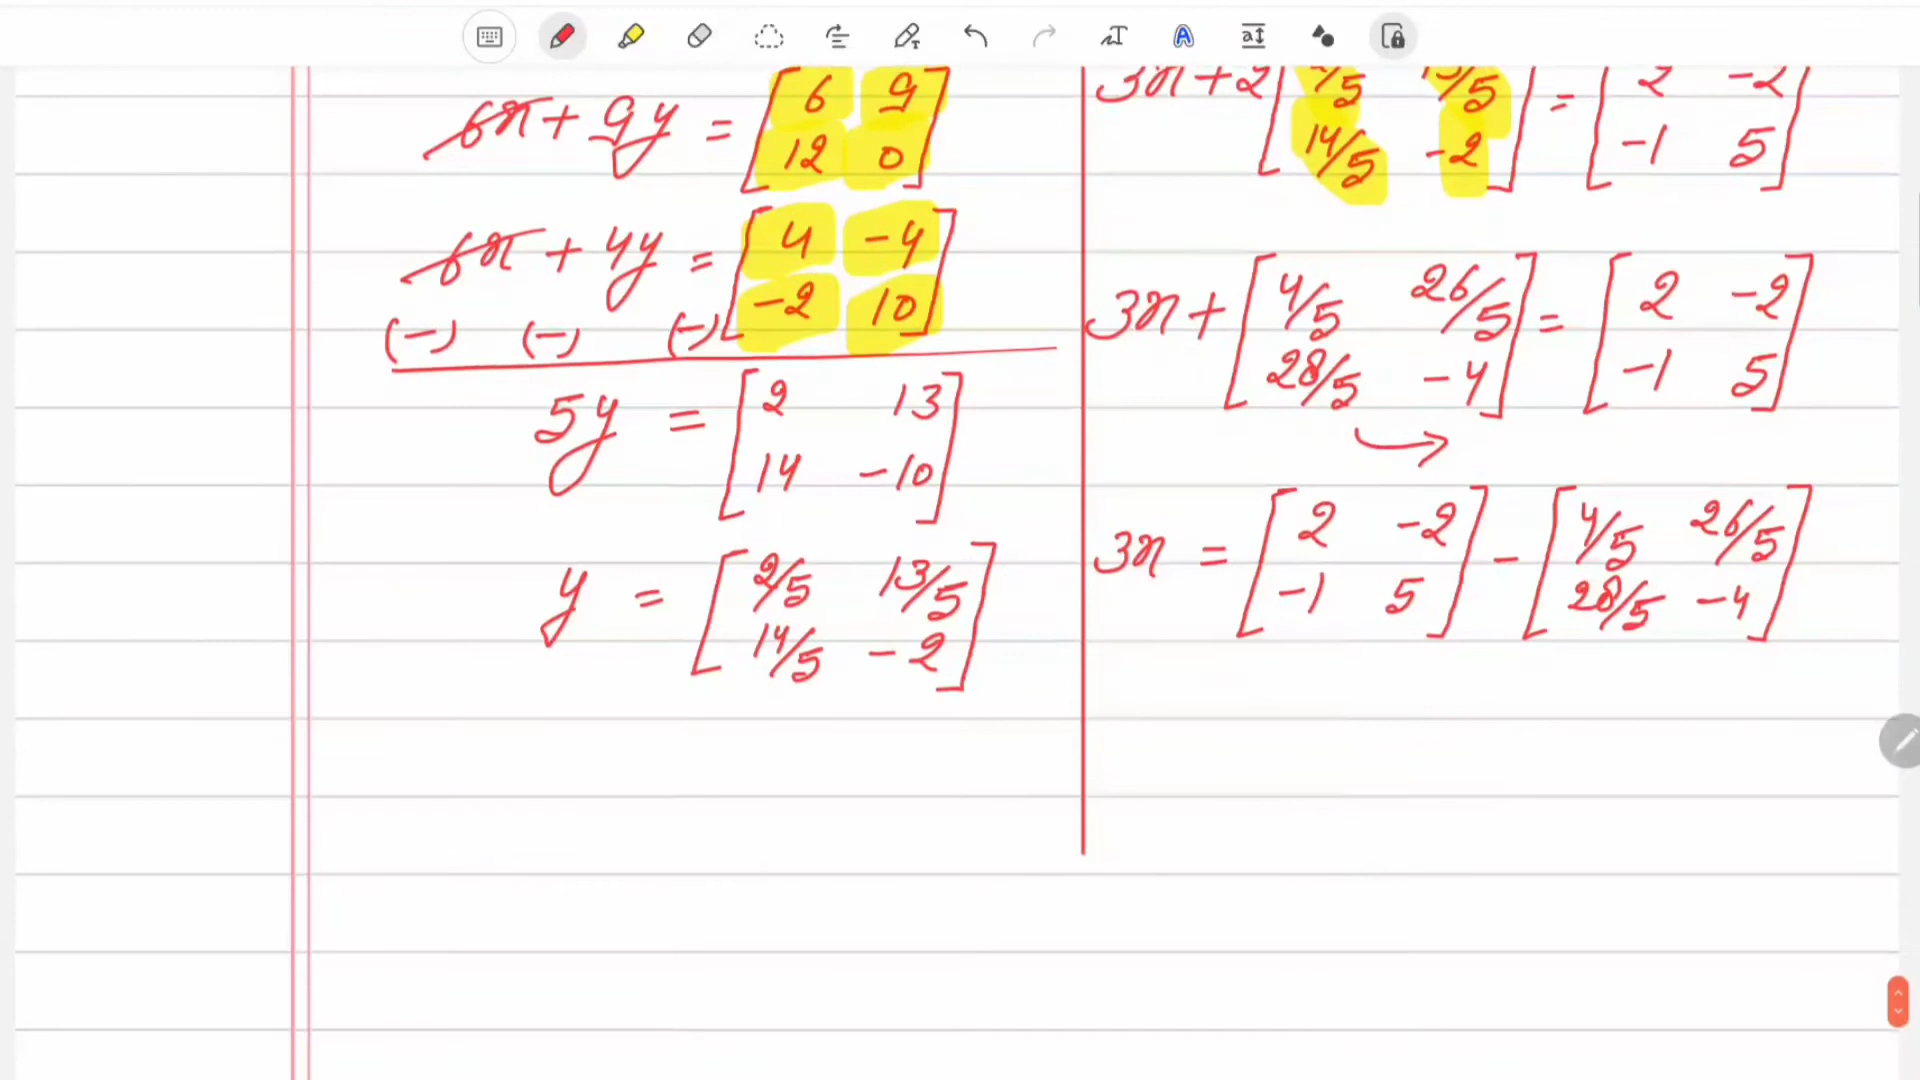 6x + 9y = [6 9
12 0]
6x + 4y = [4 -4
-2 10]
(-) (-) (-)
5y = [2 13
14 -10]
y = [2/5 13/5
14/5 -2]
3x + 2 [2/5 13/5
14/5 -2] = [2 -2
-1 5]
3x + [4/5 26/5
28/5 -4] = [2 -2
-1 5]
3x = [2 -2
-1 5] - [4/5 26/5
28/5 -4]